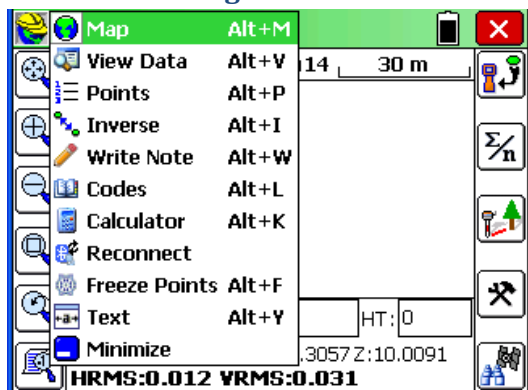 Map Alt+M
View Data Alt+V
114 30 m
Points Alt+P
Inverse Alt+I
Write Note Alt+W
Σ/n
Codes Alt+L
Calculator Alt+K
Reconnect
Freeze Points Alt+F
Text Alt+Y
HT: 0
Minimize
.3057 Z:10.0091
HRMS:0.012 VRMS:0.031